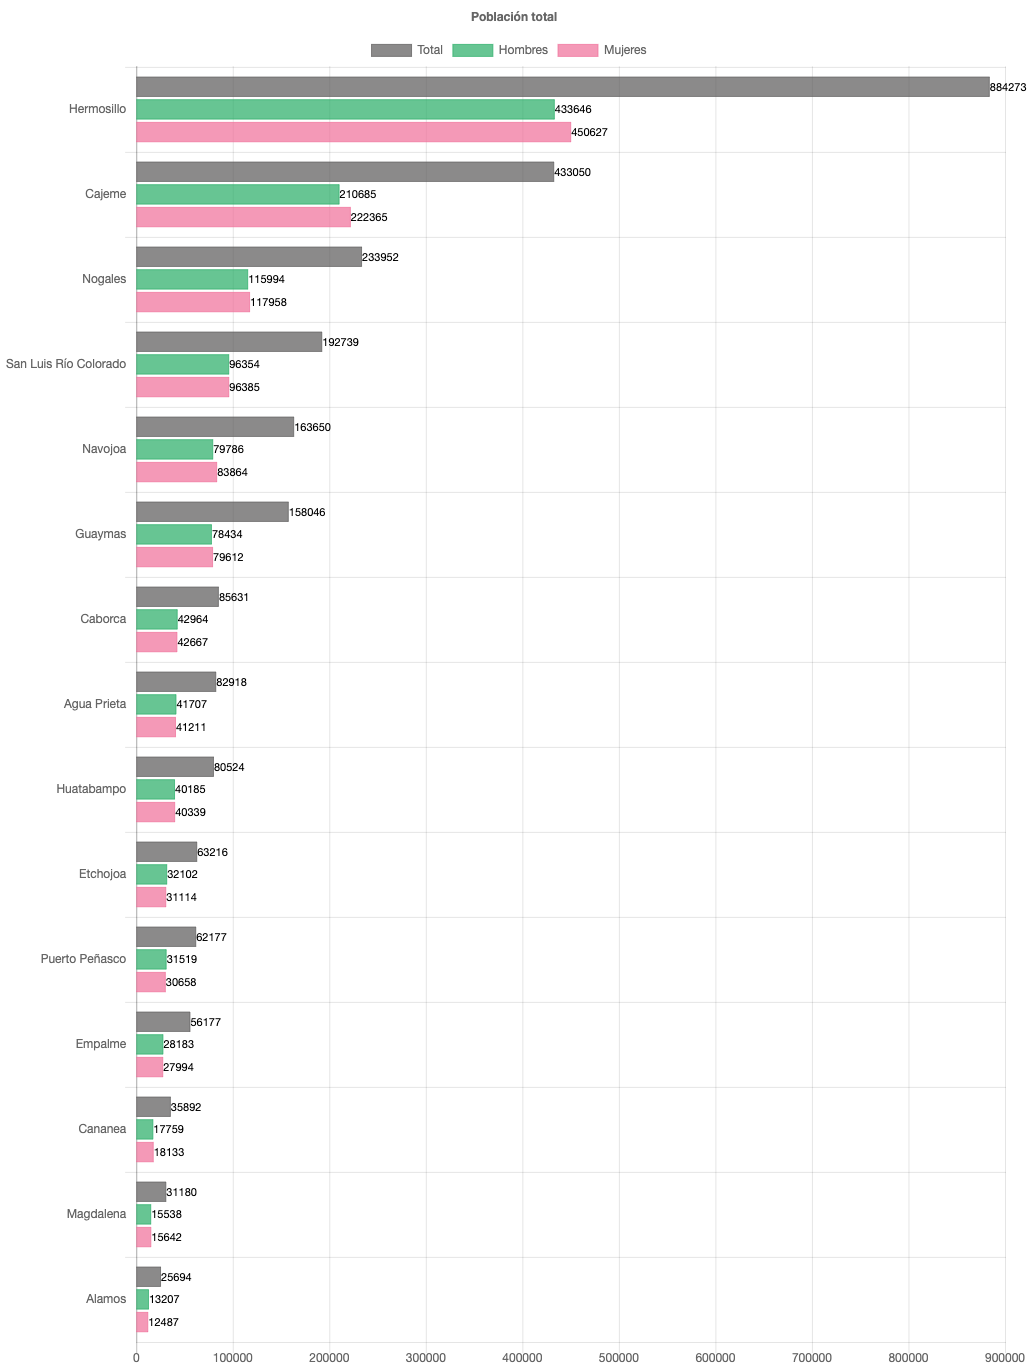 Población total
Total Hombres Mujeres
884273
Hermosillo 433646
450627
433050
Cajeme 210685
222365
233952
Nogales 115994
117958
192739
San Luis Río Colorado 96354
96385
163650
Navojoa 79786
83864
158046
Guaymas 78434
79612
85631
Caborca 42964
42667
82918
Agua Prieta 41707
41211
80524
Huatabampo 40185
40339
63216
Etchojoa 32102
31114
62177
Puerto Peñasco 31519
30658
56177
Empalme 28183
27994
35892
Cananea 17759
18133
31180
Magdalena 15538
15642
25694
Alamos 13207
12487
0 100000 200000 300000 400000 500000 600000 700000 800000 900000